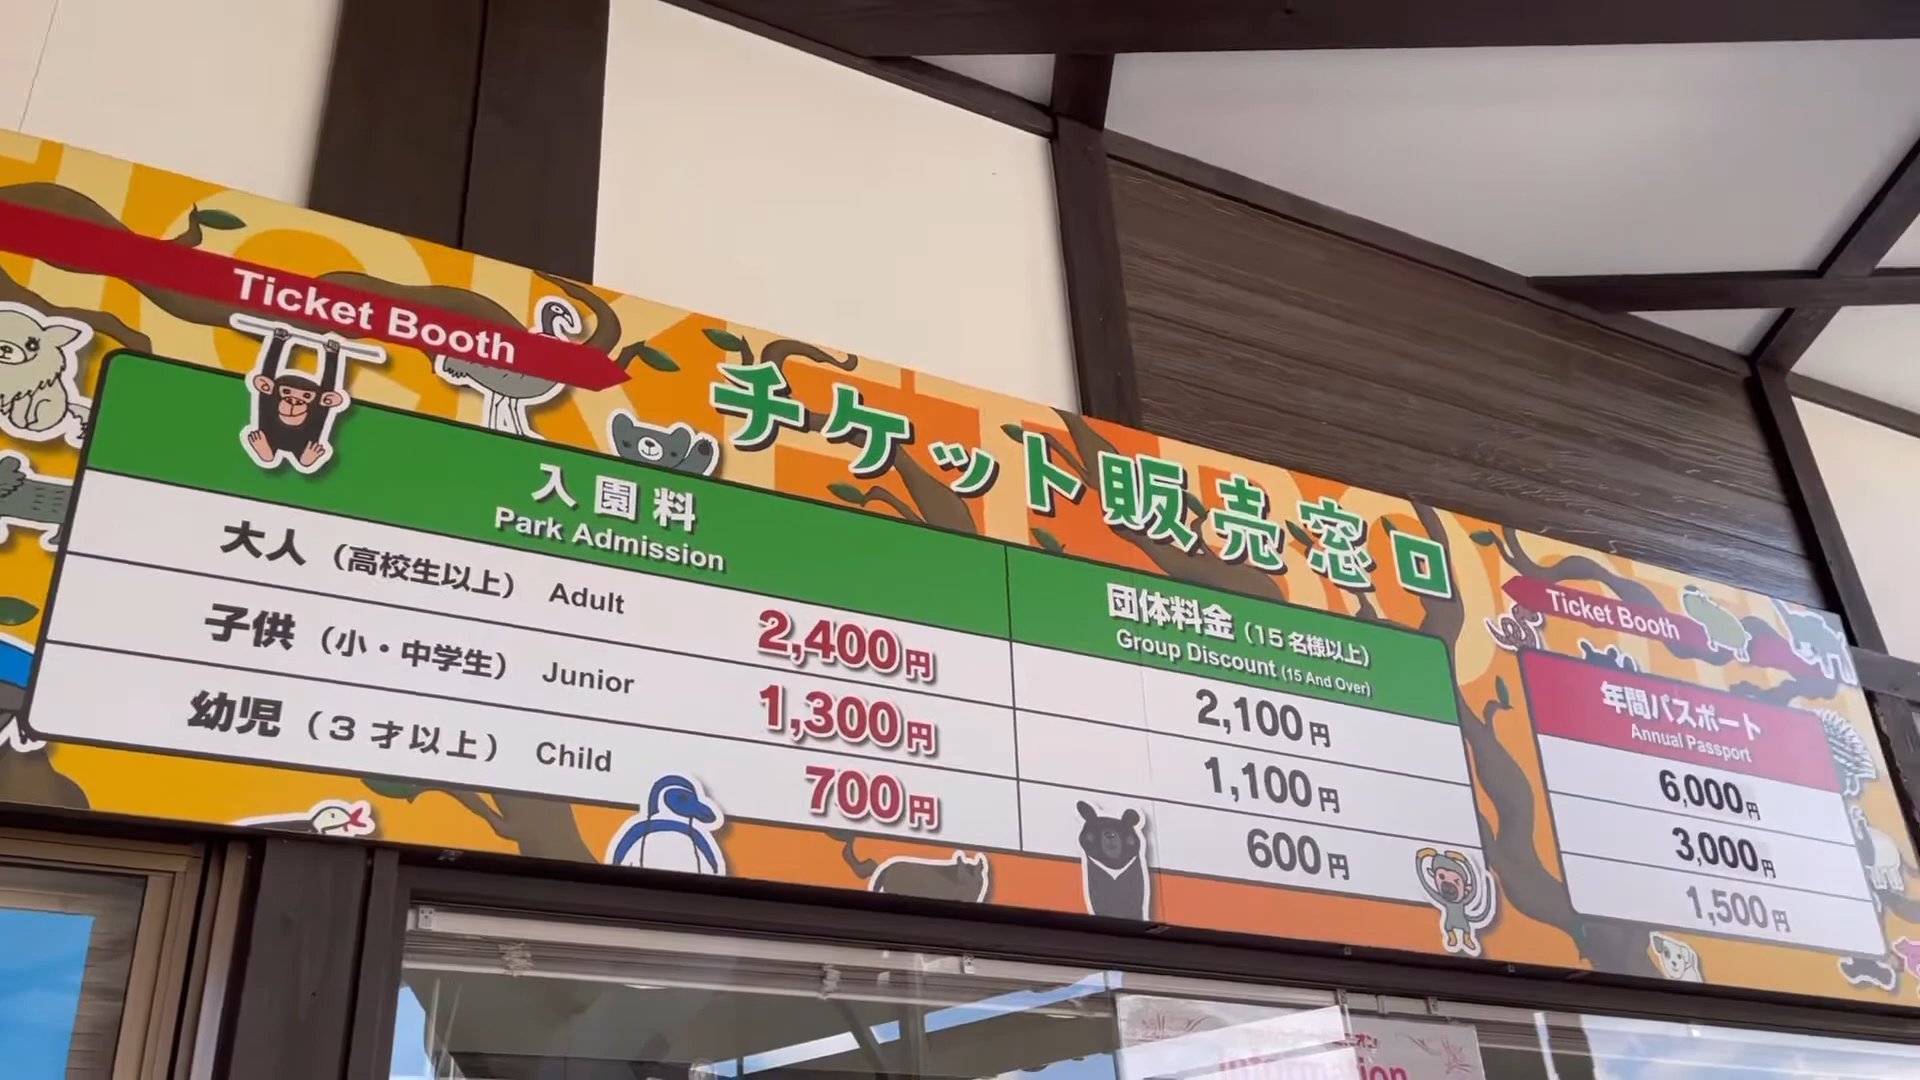 Ticket Booth
チケット販売窓口
入園料
Park Admission
大人（高校生以上） Adult 2,400円
子供（小・中学生） Junior 1,300円
幼児（3才以上） Child 700円
団体料金（15名様以上）
Group Discount (15 And Over)
2,100円
1,100円
600円
Ticket Booth
年間パスポート
Annual Passport
6,000円
3,000円
1,500円
Information